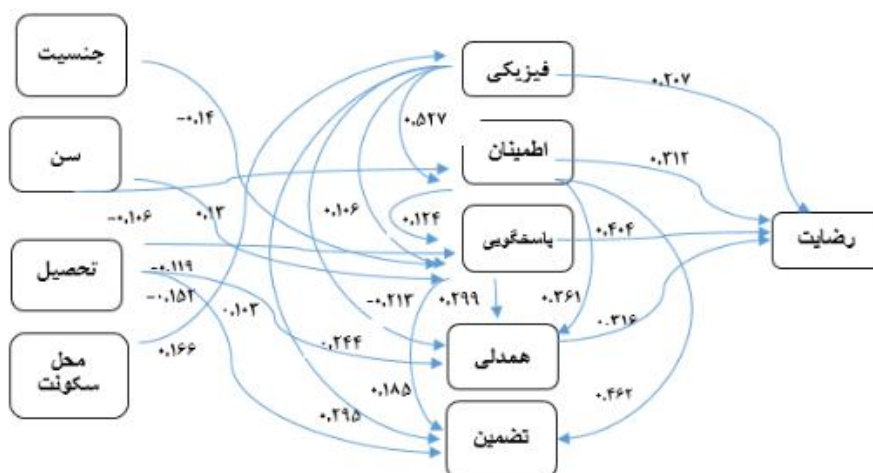 جنسیت
سن
تحصیل
محل
سکونت
فیزیکی
اطمینان
پاسخگویی
همدلی
تضمین
رضایت
-۰.۱۴
-۰.۱۰۶
۰.۱۳
-۰.۱۱۹
-۰.۱۵۲
۰.۱۰۳
۰.۱۶۶
۰.۲۴۴
۰.۲۹۵
۰.۵۲۷
۰.۱۰۶
۰.۱۲۴
-۰.۲۱۳
۰.۲۹۹
۰.۱۸۵
۰.۲۰۷
۰.۳۱۲
۰.۴۰۴
۰.۳۶۱
۰.۳۱۶
۰.۴۶۲